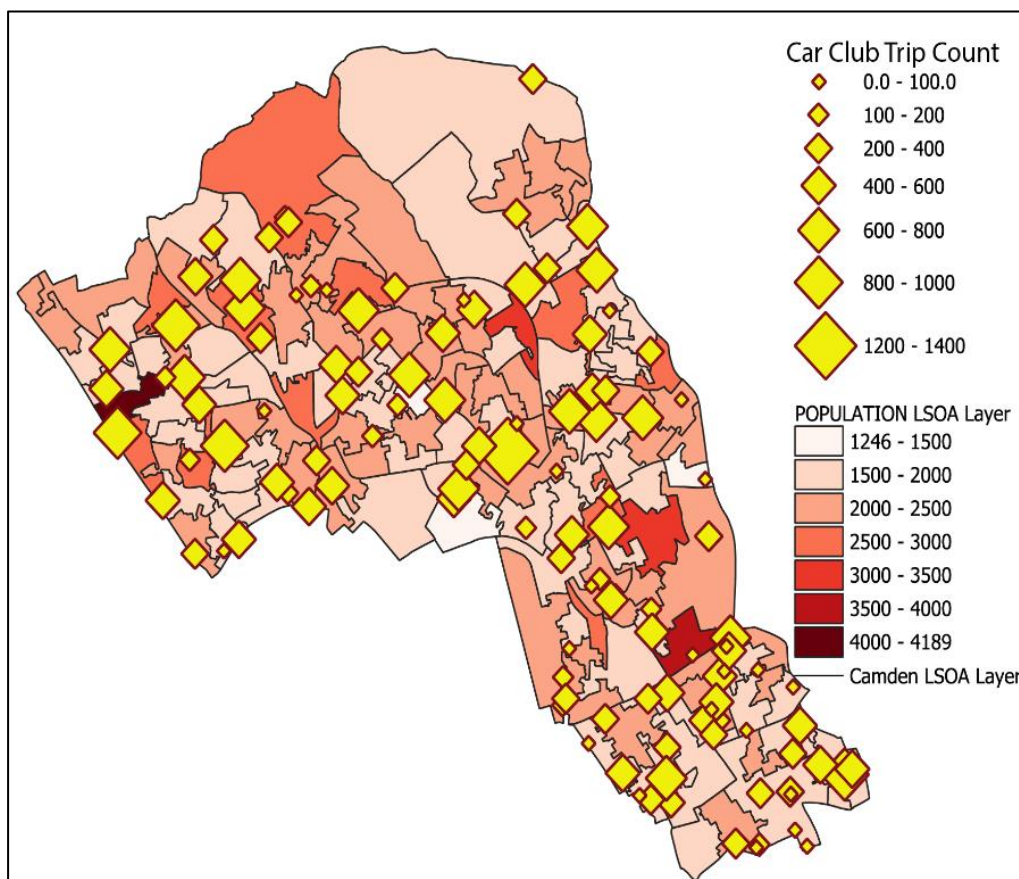 Car Club Trip Count
0.0 - 100.0
100 - 200
200 - 400
400 - 600
600 - 800
800 - 1000
1200 - 1400
POPULATION LSOA Layer
1246 - 1500
1500 - 2000
2000 - 2500
2500 - 3000
3000 - 3500
3500 - 4000
4000 - 4189
Camden LSOA Layer